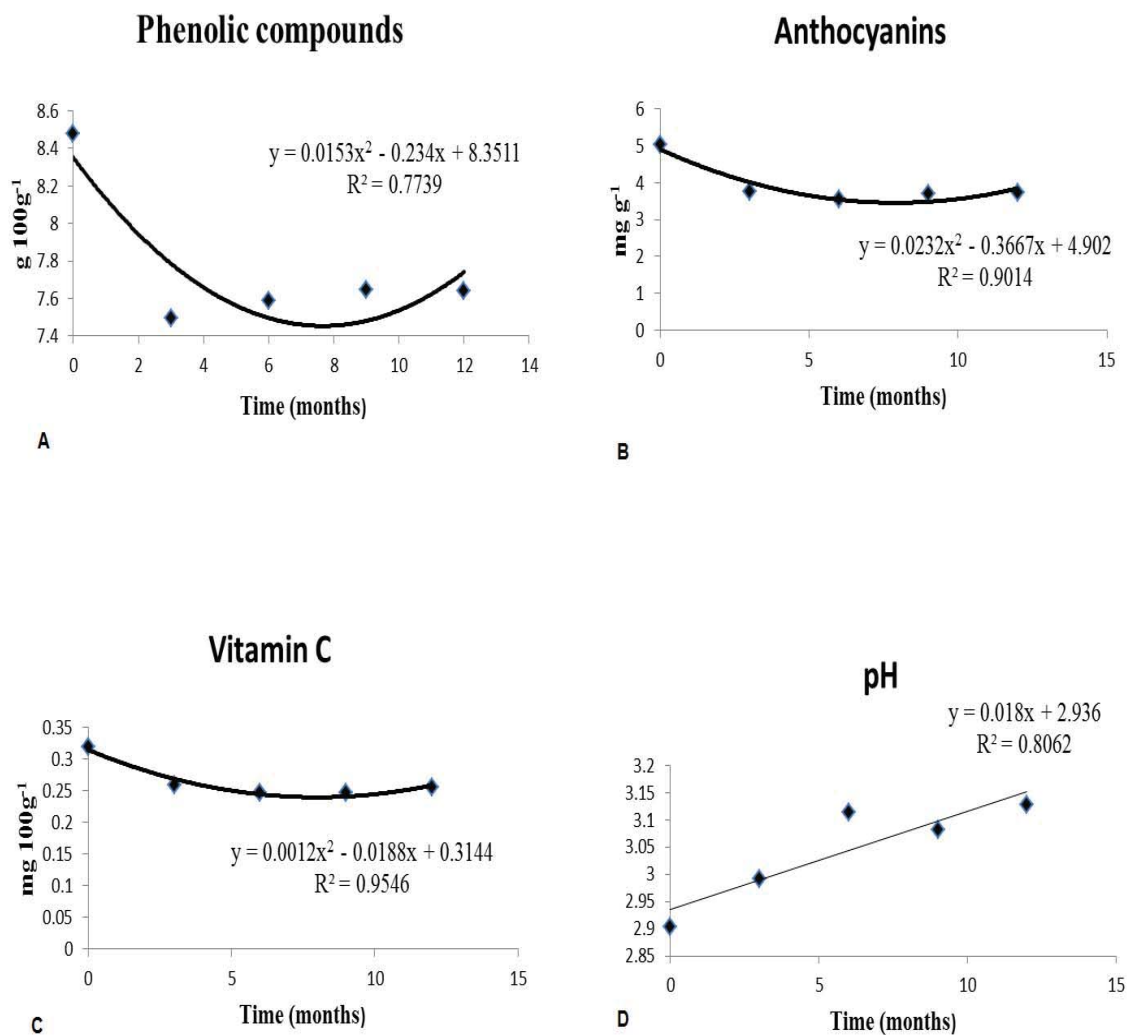 Phenolic compounds
8.6
8.4
8.2
8
7.8
7.6
7.4
g 100g⁻¹
y = 0.0153x² - 0.234x + 8.3511
R² = 0.7739
0 2 4 6 8 10 12 14
Time (months)
A
Anthocyanins
6
5
4
3
2
1
0
mg g⁻¹
y = 0.0232x² - 0.3667x + 4.902
R² = 0.9014
0 5 10 15
Time (months)
B
Vitamin C
0.35
0.3
0.25
0.2
0.15
0.1
0.05
0
mg 100g⁻¹
y = 0.0012x² - 0.0188x + 0.3144
R² = 0.9546
0 5 10 15
Time (months)
C
pH
y = 0.018x + 2.936
R² = 0.8062
3.2
3.15
3.1
3.05
3
2.95
2.9
2.85
0 5 10 15
Time (months)
D